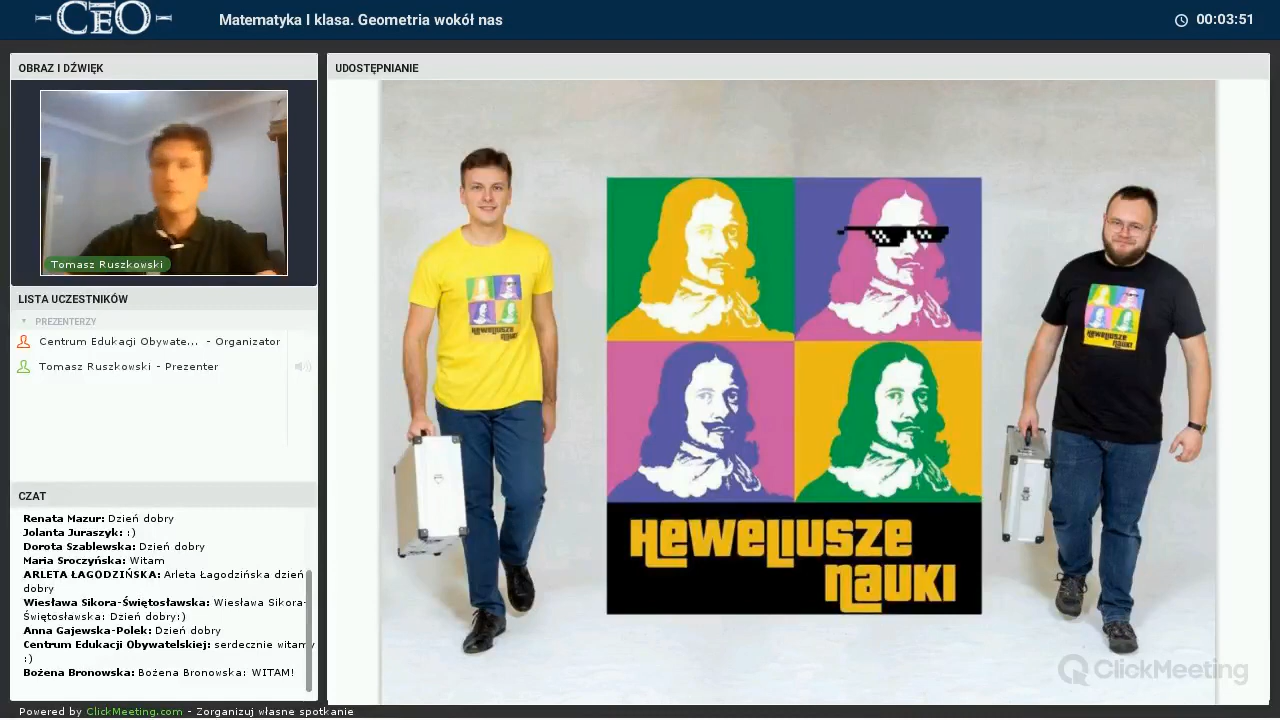 CEO
Matematyka I klasa. Geometria wokół nas
00:03:51
OBRAZ I DŹWIĘK
Tomasz Ruszkowski
LISTA UCZESTNIKÓW
PREZENTERZY
Centrum Edukacji Obywate... - Organizator
Tomasz Ruszkowski - Prezenter
CZAT
Renata Mazur: Dzień dobry
Jolanta Juraszyk: :)
Dorota Szablewska: Dzień dobry
Maria Sroczyńska: Witam
ARLETA ŁAGODZIŃSKA: Arleta Łagodzińska dzień
dobry
Wiesława Sikora-Świętosławska: Wiesława Sikora-
Świętosławska: Dzień dobry:)
Anna Gajewska-Polek: Dzień dobry
Centrum Edukacji Obywatelskiej: serdecznie witamy
:)
Bożena Bronowska: Bożena Bronowska: WITAM!
UDOSTĘPNIANIE
HEWELIUSZE
NAUKI
HEWELIUSZE
NAUKI
HEWELIUSZE
NAUKI
ClickMeeting
Powered by ClickMeeting.com - Zorganizuj własne spotkanie